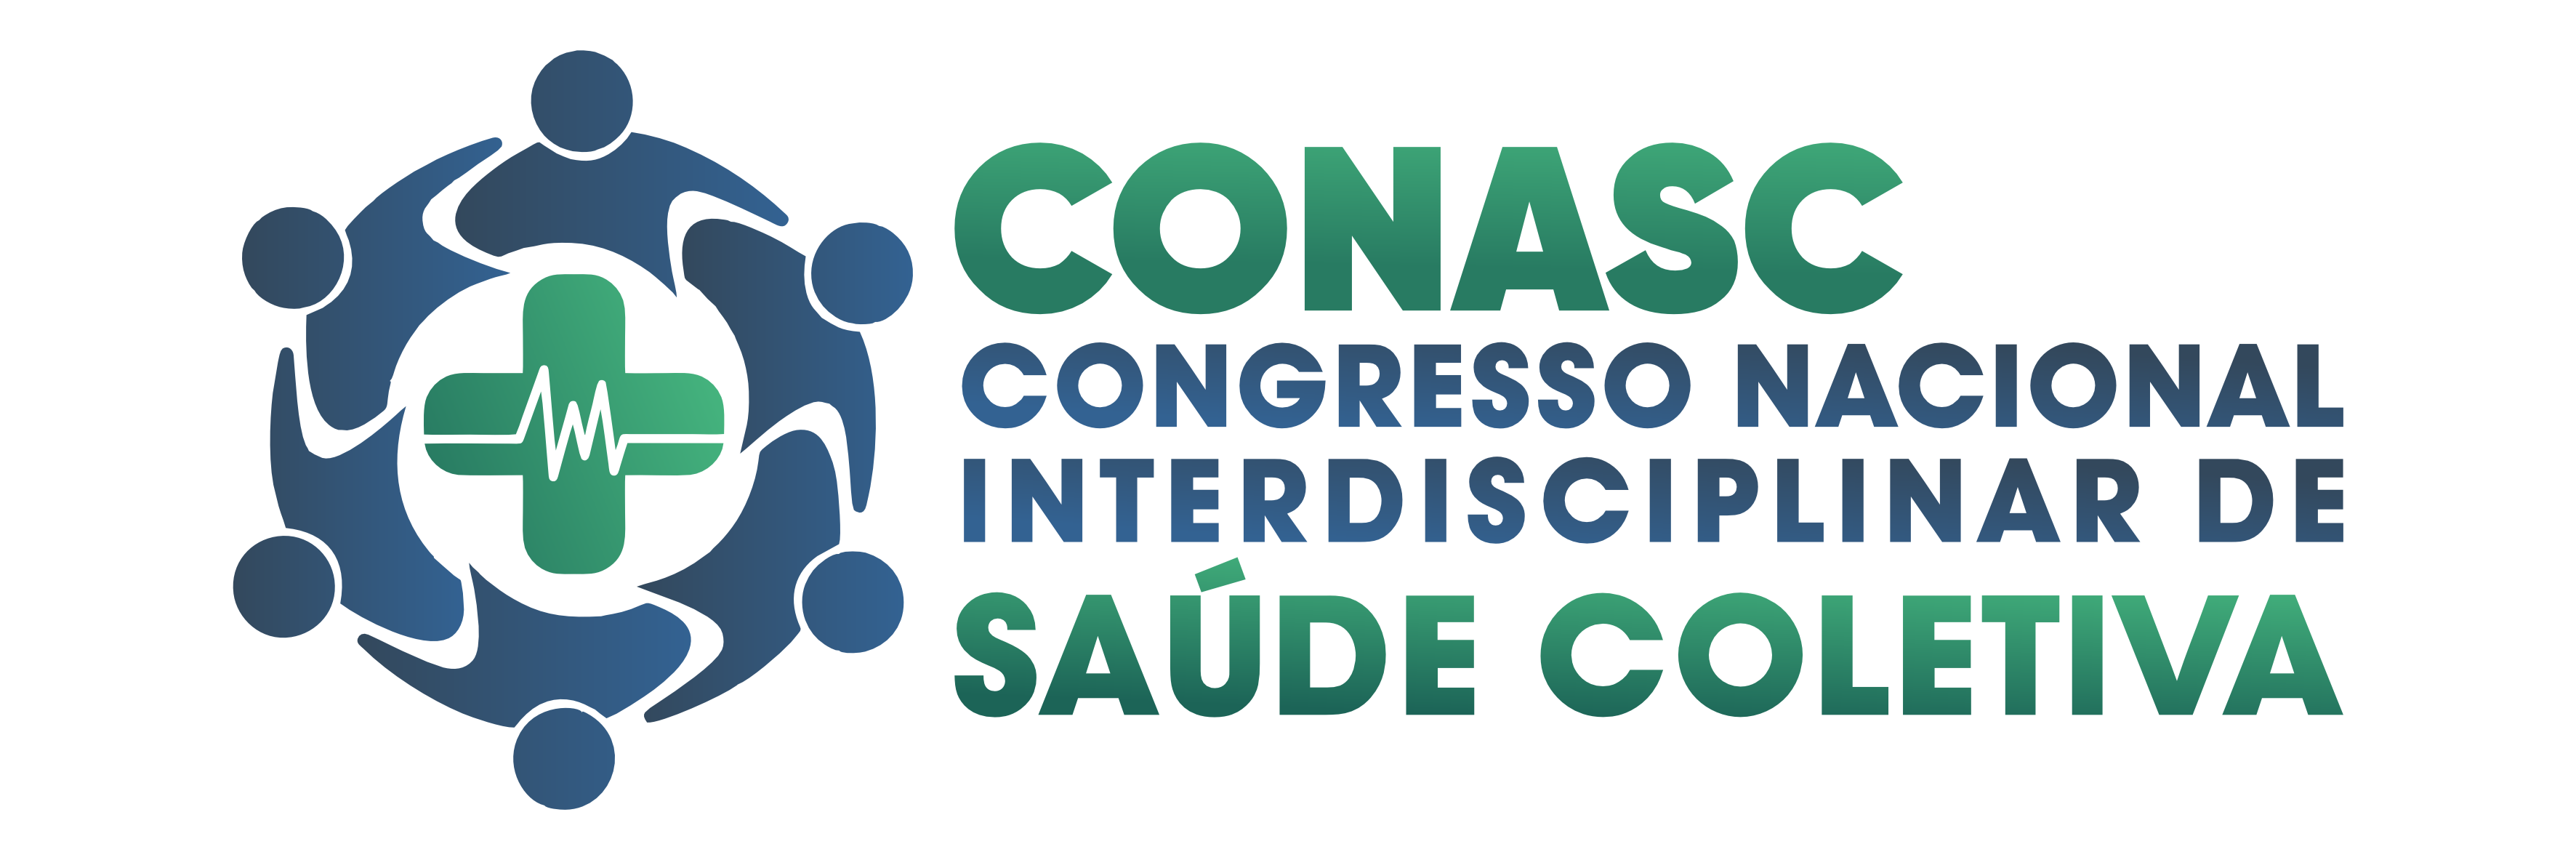 CONASC
CONGRESSO NACIONAL
INTERDISCIPLINAR DE
SAÚDE COLETIVA